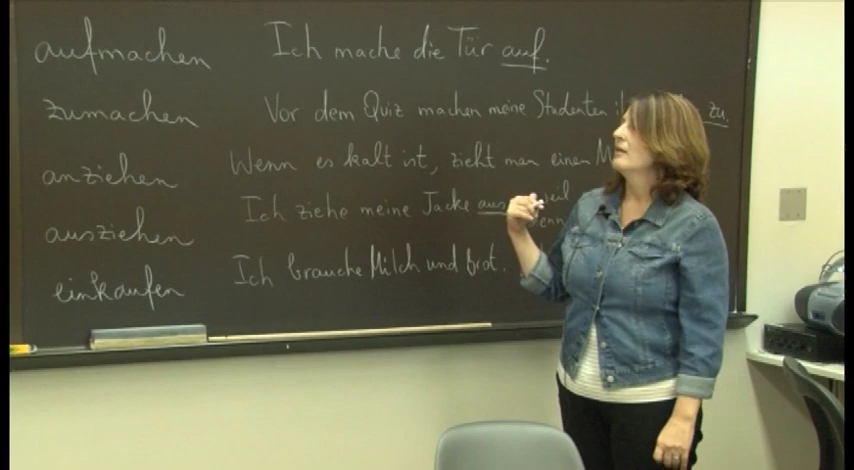 aufmachen Ich mache die Tür auf.
zumachen Vor dem Quiz machen meine Studenten zu.
anziehen Wenn es kalt ist, zieht man einen
ausziehen Ich ziehe meine Jacke aus
einkaufen Ich brauche Milch und Brot.